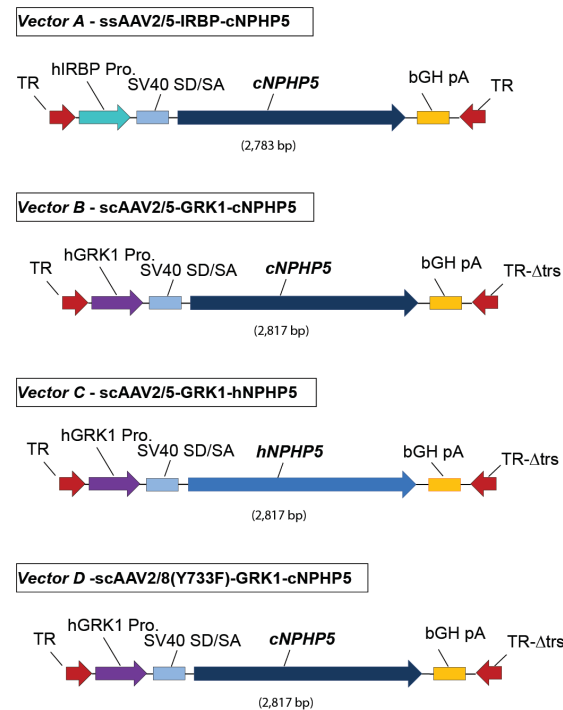 Vector A - ssAAV2/5-IRBP-cNPHP5
TR
hIRBP Pro.
SV40 SD/SA
cNPHP5
bGH pA
TR
(2,783 bp)
Vector B - scAAV2/5-GRK1-cNPHP5
TR
hGRK1 Pro.
SV40 SD/SA
cNPHP5
bGH pA
TR-Δtrs
(2,817 bp)
Vector C - scAAV2/5-GRK1-hNPHP5
TR
hGRK1 Pro.
SV40 SD/SA
hNPHP5
bGH pA
TR-Δtrs
(2,817 bp)
Vector D -scAAV2/8(Y733F)-GRK1-cNPHP5
TR
hGRK1 Pro.
SV40 SD/SA
cNPHP5
bGH pA
TR-Δtrs
(2,817 bp)